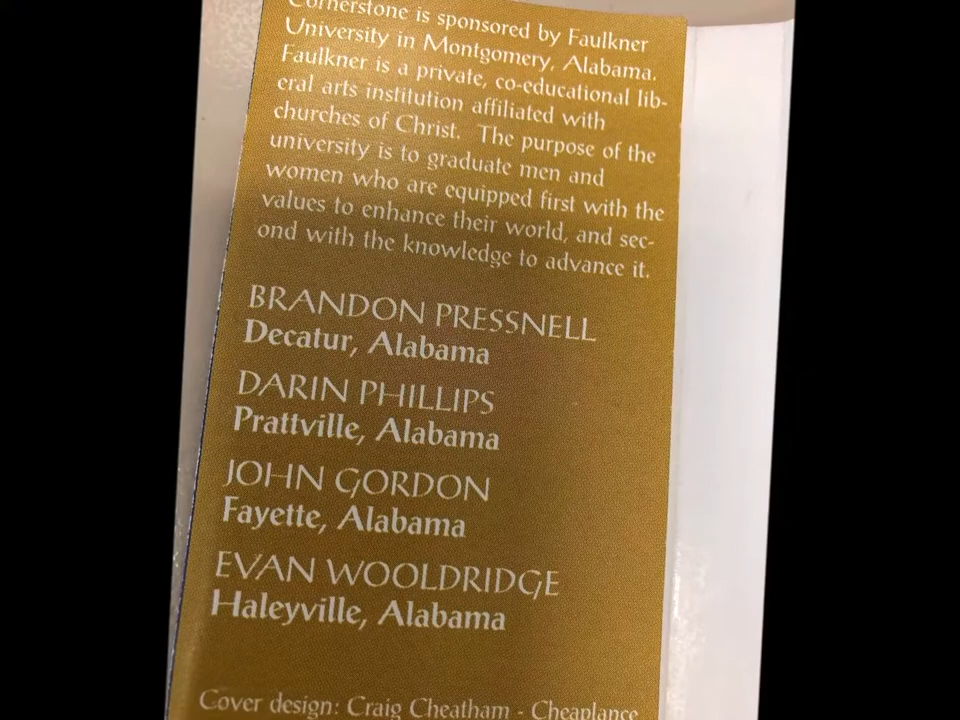 Cornerstone is sponsored by Faulkner
University in Montgomery, Alabama.
Faulkner is a private, co-educational lib-
eral arts institution affiliated with
churches of Christ. The purpose of the
university is to graduate men and
women who are equipped first with the
values to enhance their world, and sec-
ond with the knowledge to advance it.
BRANDON PRESSNELL
Decatur, Alabama
DARIN PHILLIPS
Prattville, Alabama
JOHN GORDON
Fayette, Alabama
EVAN WOOLDRIDGE
Haleyville, Alabama
Cover design: Craig Cheatham - Cheaplance